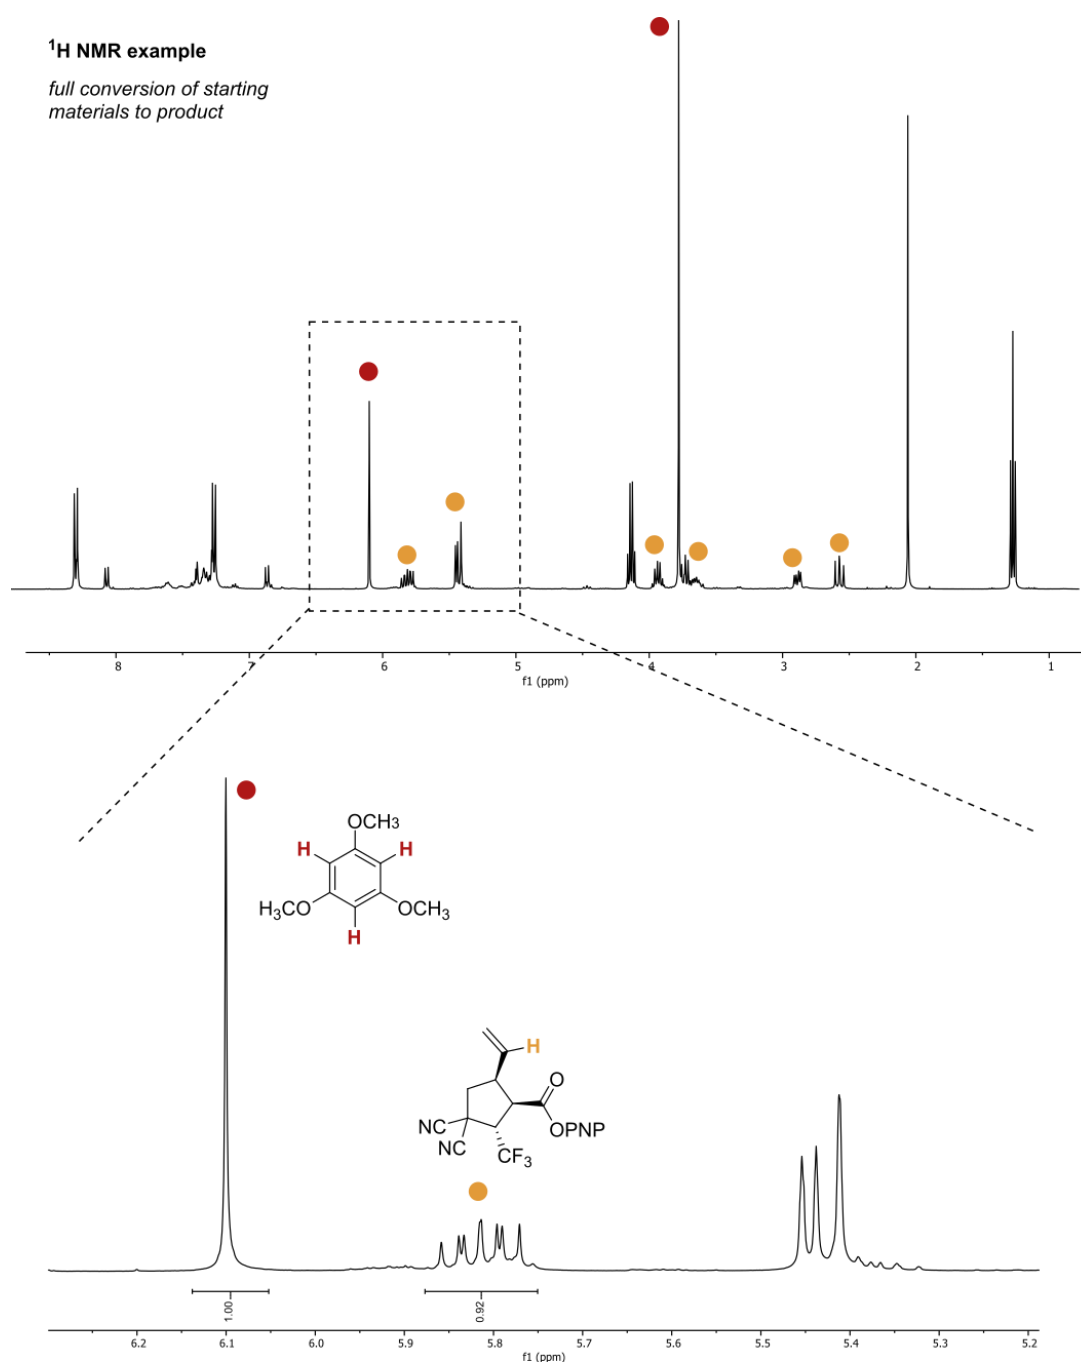 ¹H NMR example
full conversion of starting
materials to product
8 7 6 5 4 3 2 1
f1 (ppm)
OCH3
H H
H3CO OCH3
H
H
O
NC
NC
OPNP
CF3
1.00 0.92
6.2 6.1 6.0 5.9 5.8 5.7 5.6 5.5 5.4 5.3 5.2
f1 (ppm)